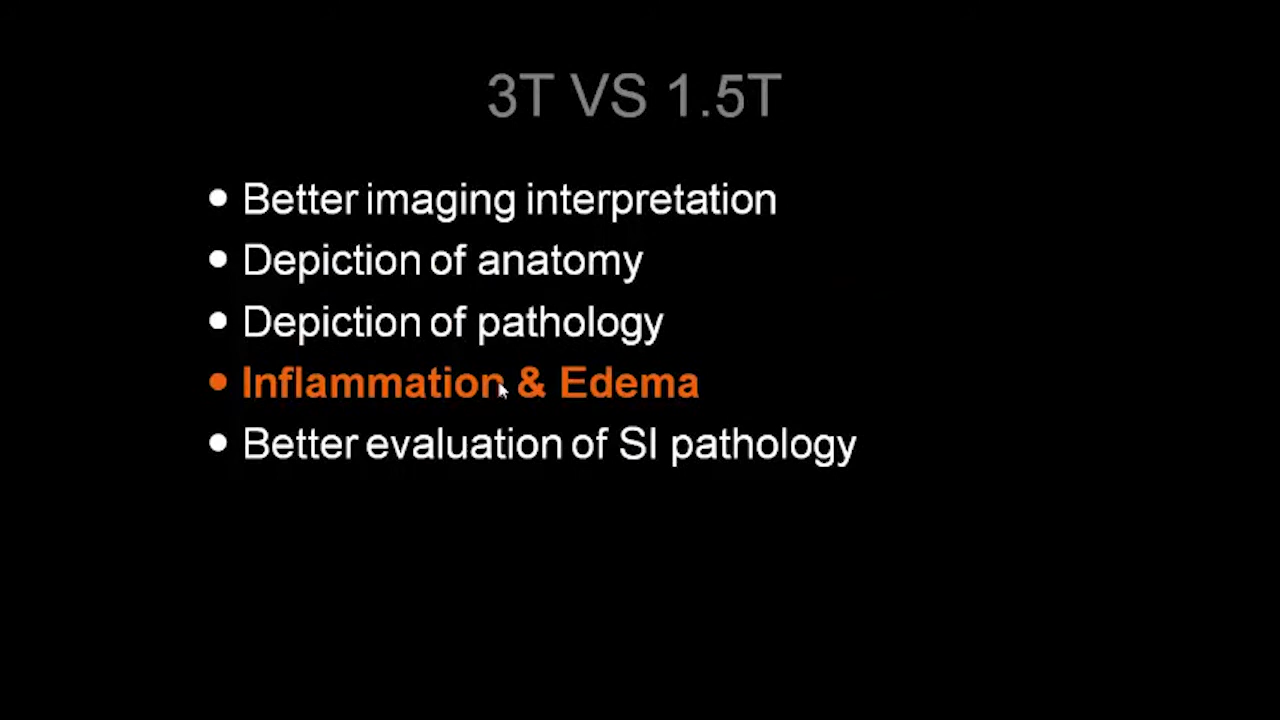 3T VS 1.5T
• Better imaging interpretation
• Depiction of anatomy
• Depiction of pathology
• Inflammation & Edema
• Better evaluation of SI pathology